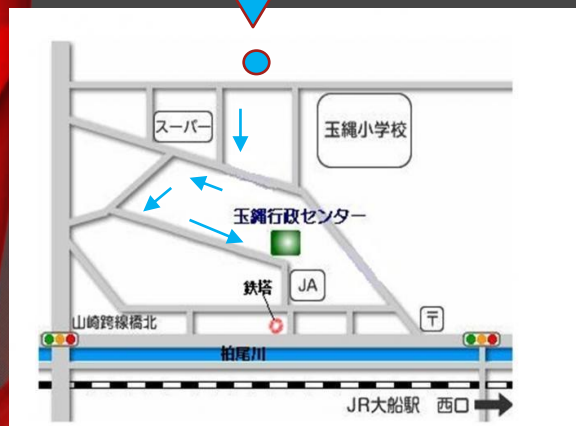 スーパー
玉縄小学校
玉縄行政センター
鉄塔
JA
山崎跨線橋北
〒
柏尾川
JR大船駅 西口